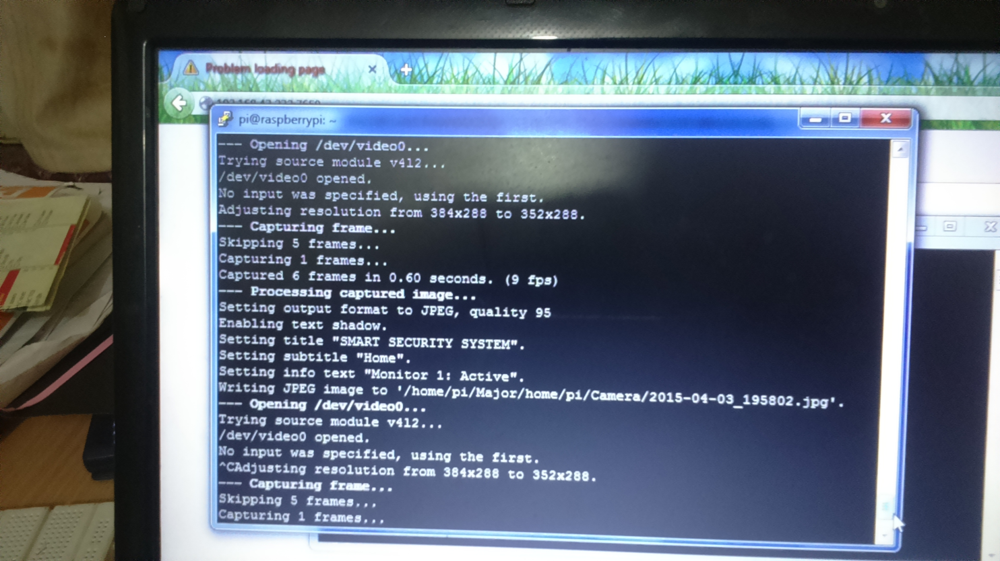 Problem loading page
pi@raspberrypi: ~
--- Opening /dev/video0...
Trying source module v4l2...
/dev/video0 opened.
No input was specified, using the first.
Adjusting resolution from 384x288 to 352x288.
--- Capturing frame...
Skipping 5 frames...
Capturing 1 frames...
Captured 6 frames in 0.60 seconds. (9 fps)
--- Processing captured image...
Setting output format to JPEG, quality 95
Enabling text shadow.
Setting title "SMART SECURITY SYSTEM".
Setting subtitle "Home".
Setting info text "Monitor 1: Active".
Writing JPEG image to '/home/pi/Major/home/pi/Camera/2015-04-03_195802.jpg'.
--- Opening /dev/video0...
Trying source module v4l2...
/dev/video0 opened.
No input was specified, using the first.
^CAdjusting resolution from 384x288 to 352x288.
--- Capturing frame...
Skipping 5 frames...
Capturing 1 frames...